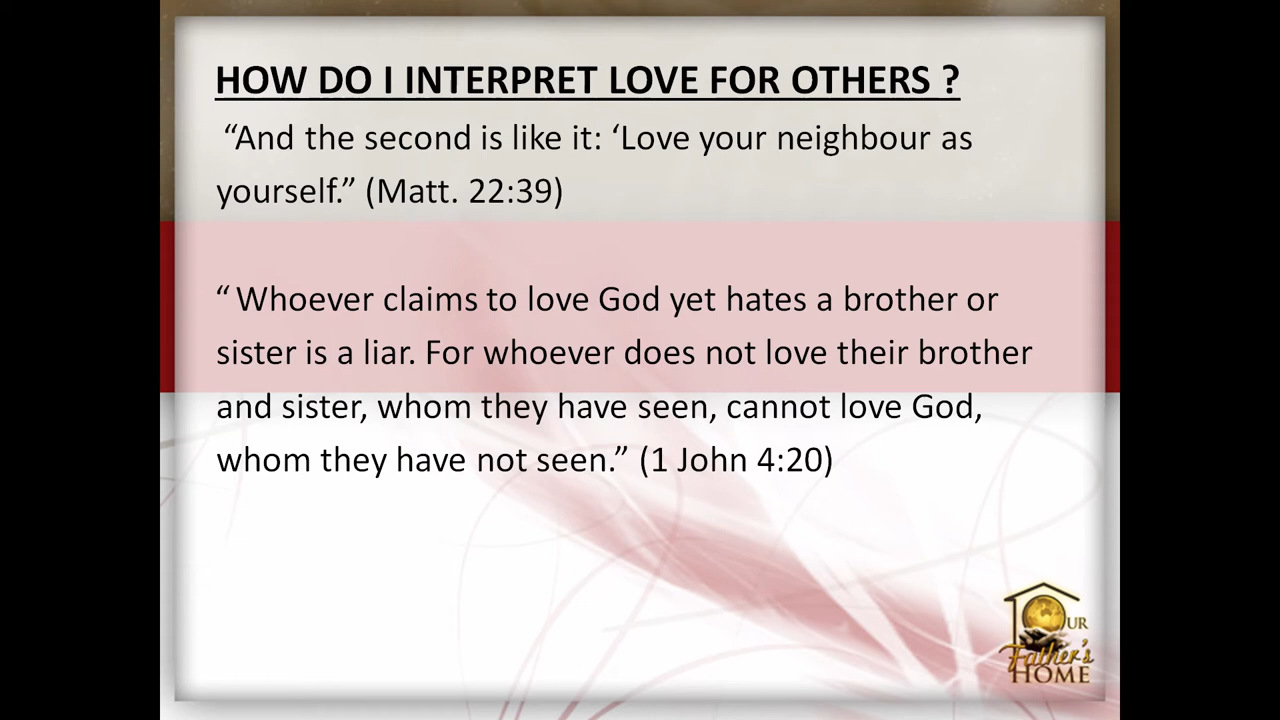 HOW DO I INTERPRET LOVE FOR OTHERS ?
“And the second is like it: ‘Love your neighbour as
yourself.” (Matt. 22:39)
“ Whoever claims to love God yet hates a brother or
sister is a liar. For whoever does not love their brother
and sister, whom they have seen, cannot love God,
whom they have not seen.” (1 John 4:20)
OUR
Father's
HOME